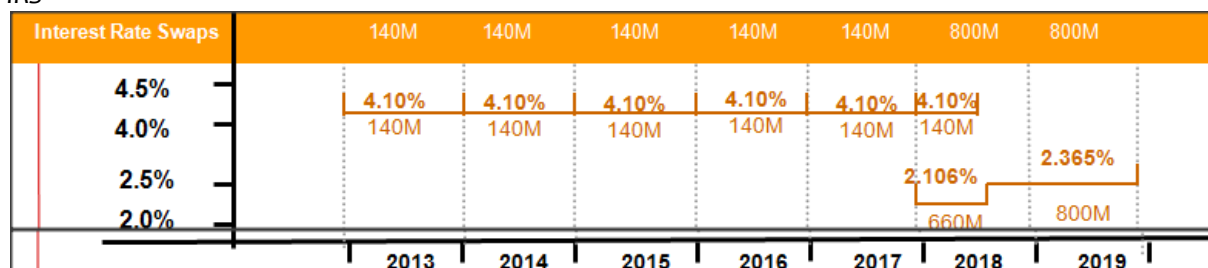 IRS
Interest Rate Swaps 140M 140M 140M 140M 140M 800M 800M
4.5%
4.10% 4.10% 4.10% 4.10% 4.10% 4.10%
4.0% 140M 140M 140M 140M 140M 140M
2.365%
2.5% 2.106%
2.0% 660M 800M
2013 2014 2015 2016 2017 2018 2019